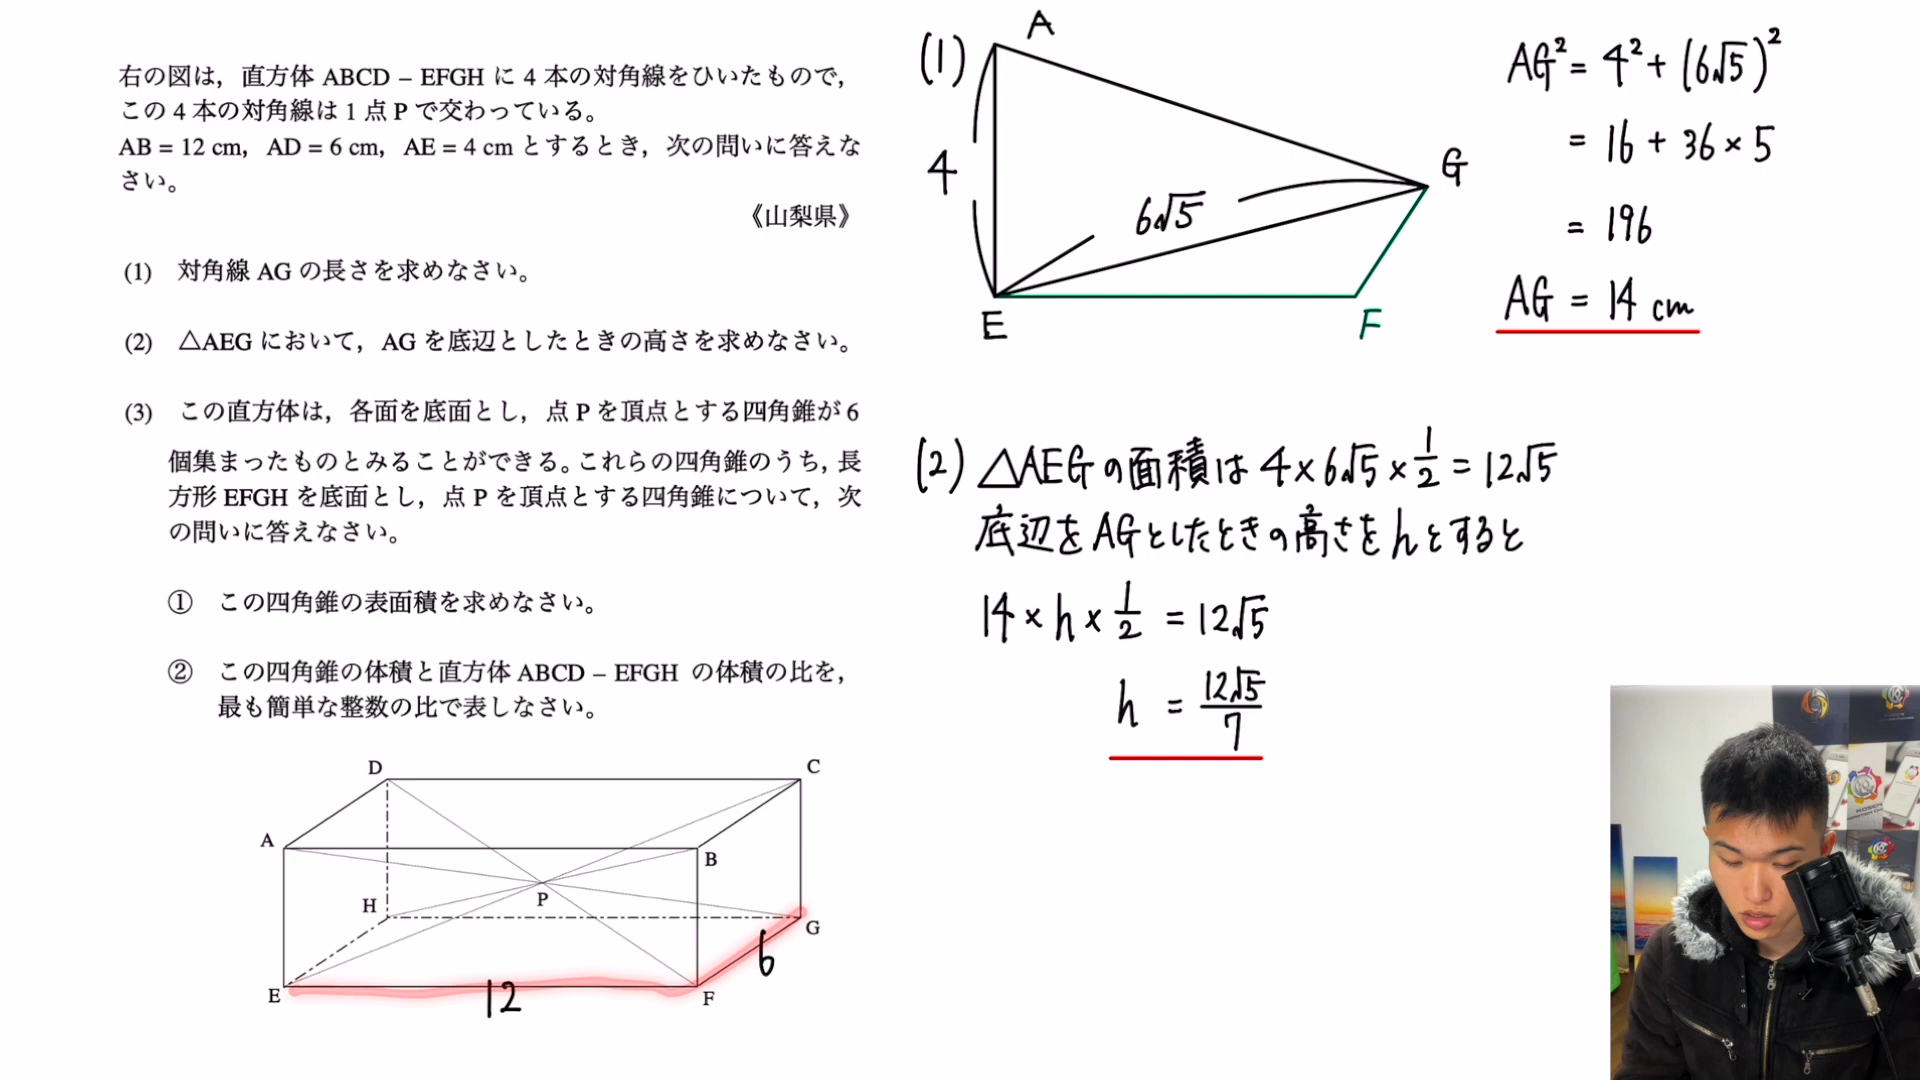 右の図は，直方体 ABCD – EFGH に 4 本の対角線をひいたもので，
この 4 本の対角線は 1 点 P で交わっている。
AB = 12 cm，AD = 6 cm，AE = 4 cm とするとき，次の問いに答えな
さい。
《山梨県》
(1) 対角線 AG の長さを求めなさい。
(2) △AEG において，AG を底辺としたときの高さを求めなさい。
(3) この直方体は，各面を底面とし，点 P を頂点とする四角錐が 6
個集まったものとみることができる。これらの四角錐のうち，長
方形 EFGH を底面とし，点 P を頂点とする四角錐について，次
の問いに答えなさい。
① この四角錐の表面積を求めなさい。
② この四角錐の体積と直方体 ABCD – EFGH の体積の比を，
最も簡単な整数の比で表しなさい。
D
C
A
B
H
P
G
6
E
12
F
(1)
A
4
G
6√5
E
F
AG² = 4² + (6√5)²
= 16 + 36 × 5
= 196
AG = 14 cm
(2) △AEGの面積は 4 × 6√5 × 1/2 = 12√5
底辺をAGとしたときの高さをhとすると
14 × h × 1/2 = 12√5
h = 12√5/7